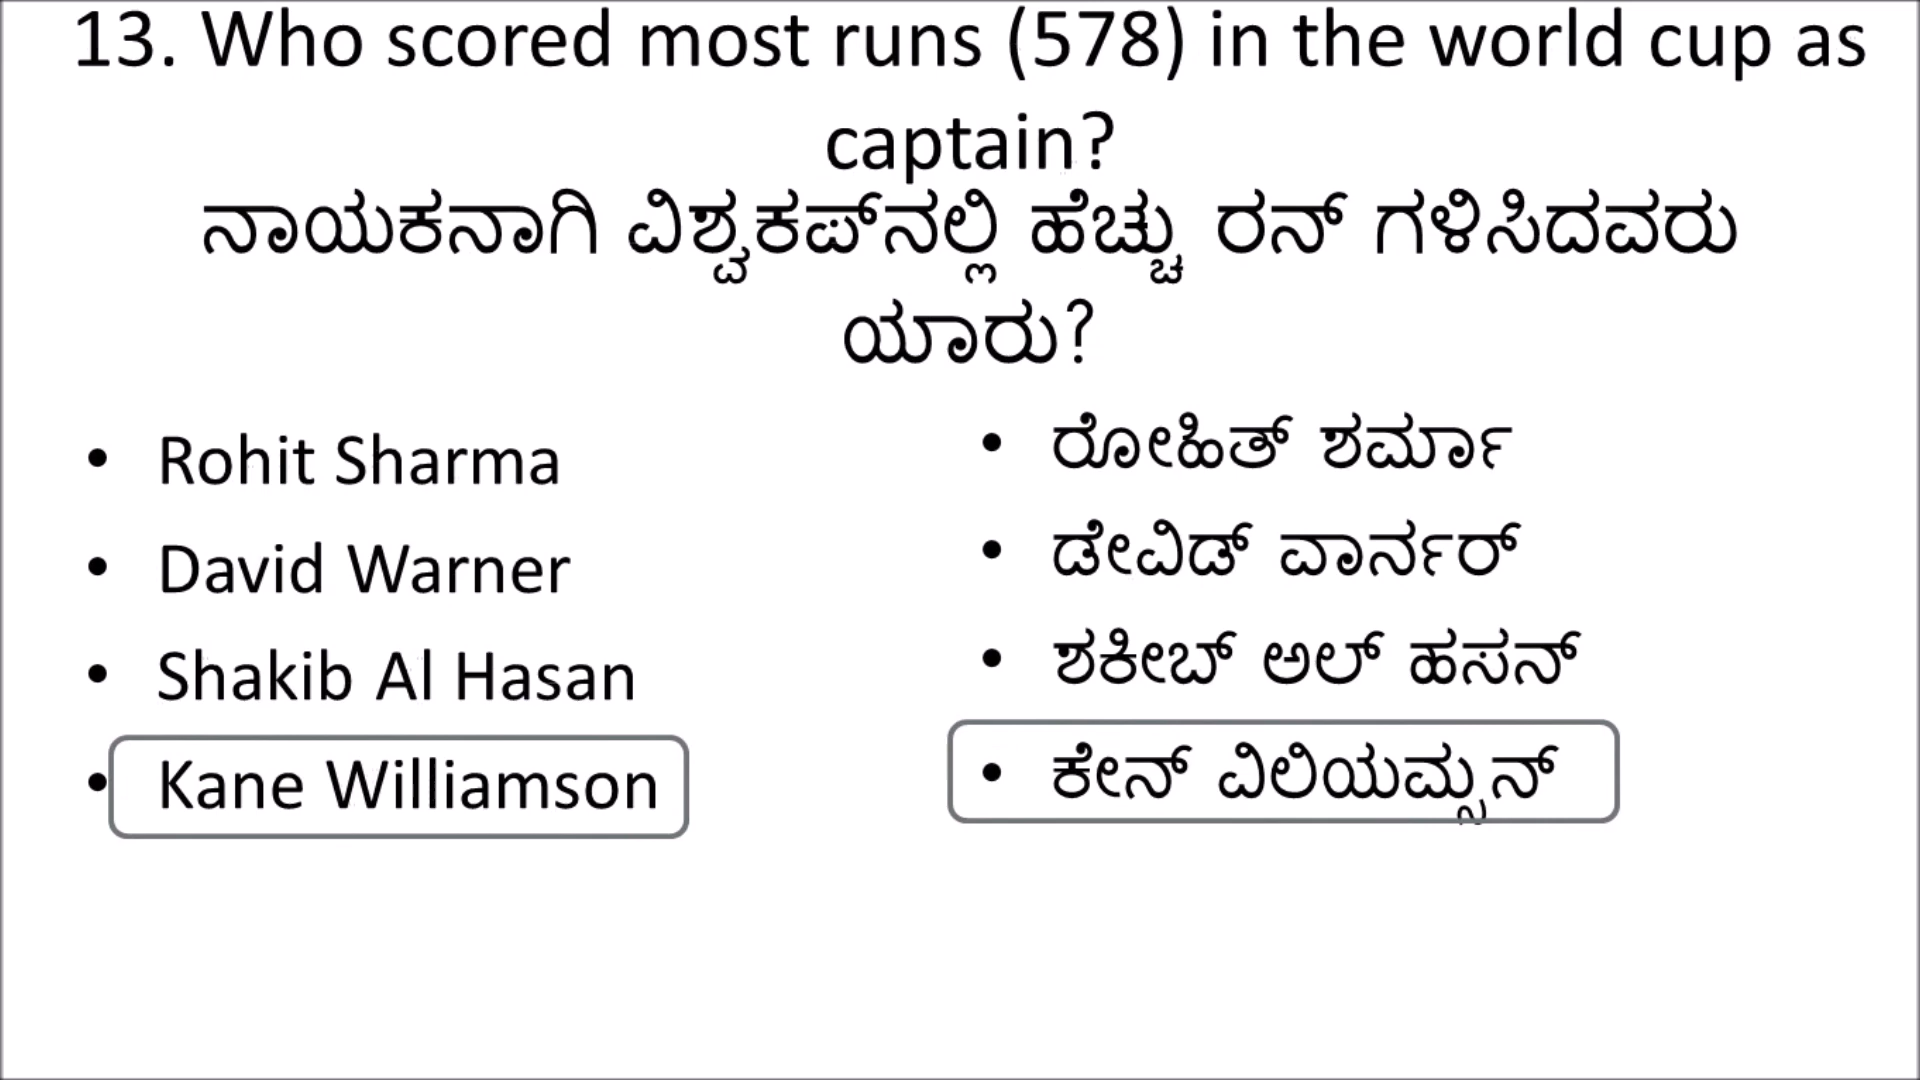 13. Who scored most runs (578) in the world cup as
captain?
ನಾಯಕನಾಗಿ ವಿಶ್ವಕಪ್‌ನಲ್ಲಿ ಹೆಚ್ಚು ರನ್ ಗಳಿಸಿದವರು
ಯಾರು?
• Rohit Sharma
• David Warner
• Shakib Al Hasan
• Kane Williamson
• ರೋಹಿತ್ ಶರ್ಮಾ
• ಡೇವಿಡ್ ವಾರ್ನರ್
• ಶಕೀಬ್ ಅಲ್ ಹಸನ್
• ಕೇನ್ ವಿಲಿಯಮ್ಸನ್